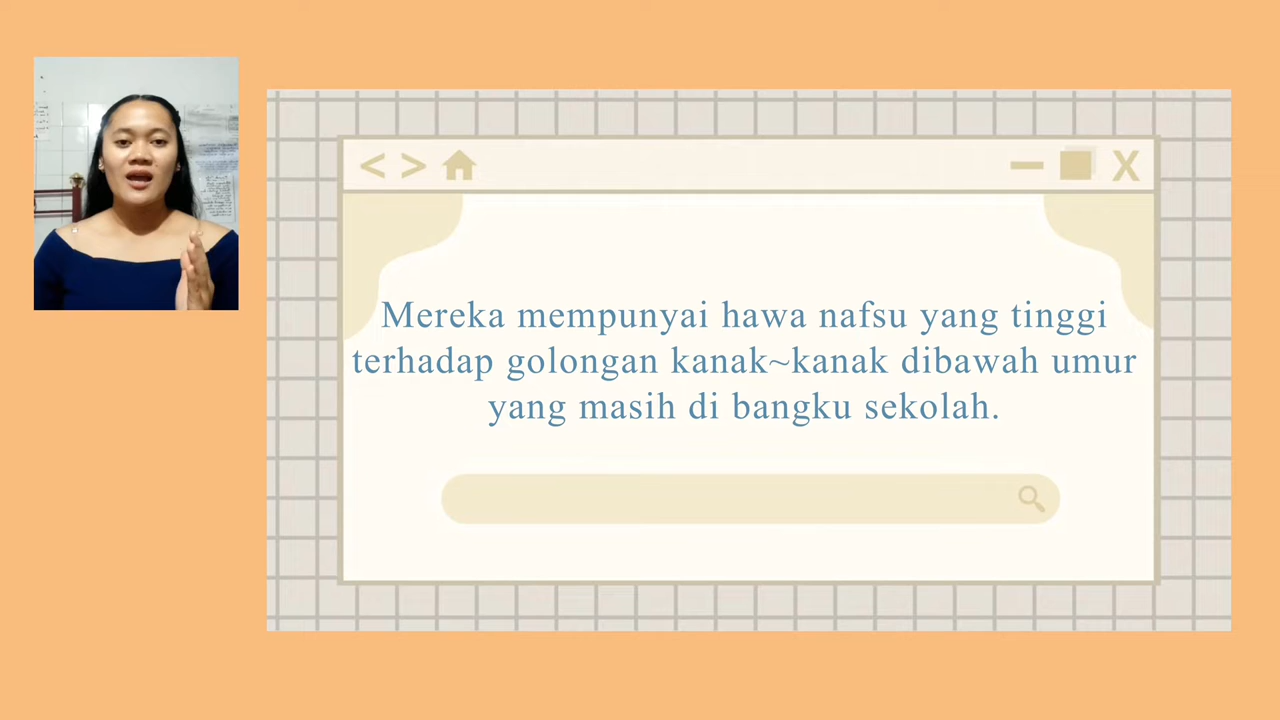 Mereka mempunyai hawa nafsu yang tinggi
terhadap golongan kanak~kanak dibawah umur
yang masih di bangku sekolah.